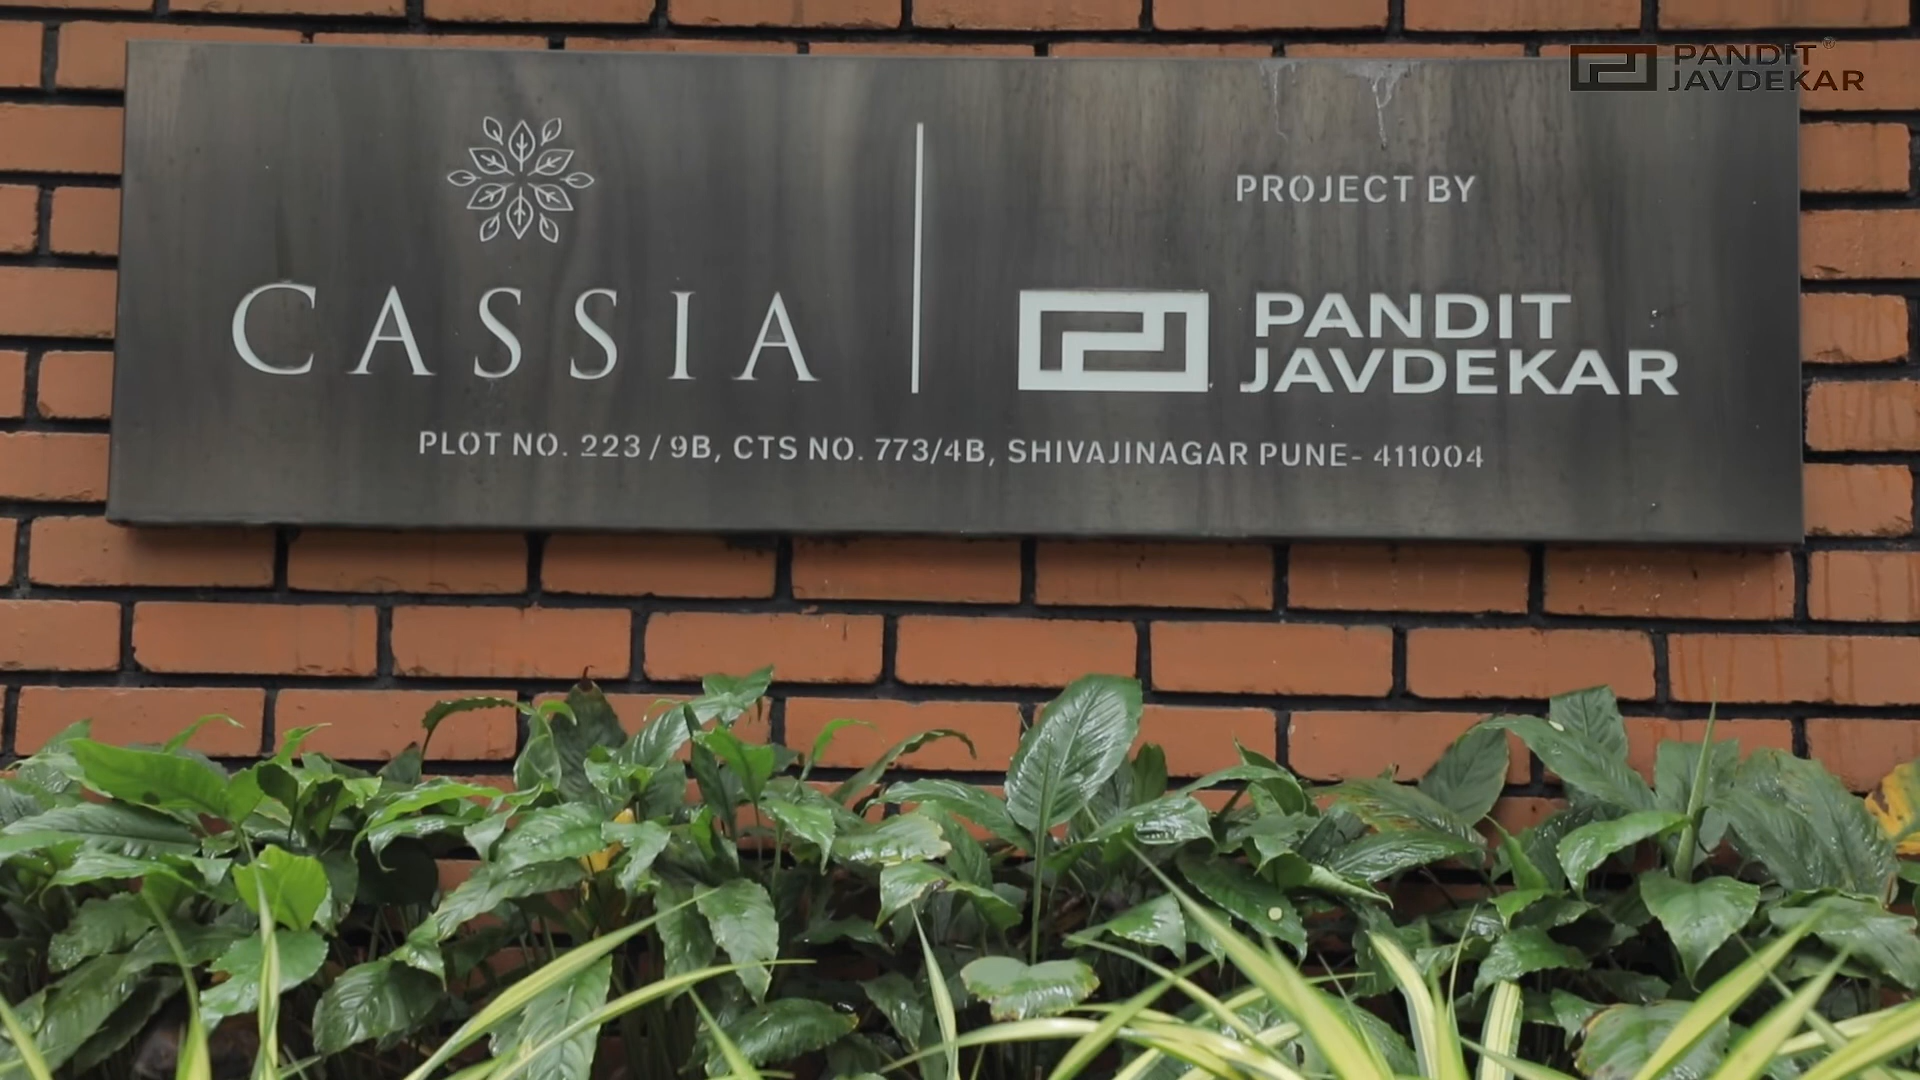 PANDIT®
JAVDEKAR
CASSIA
PROJECT BY
PANDIT
JAVDEKAR
PLOT NO. 223 / 9B, CTS NO. 773/4B, SHIVAJINAGAR PUNE- 411004